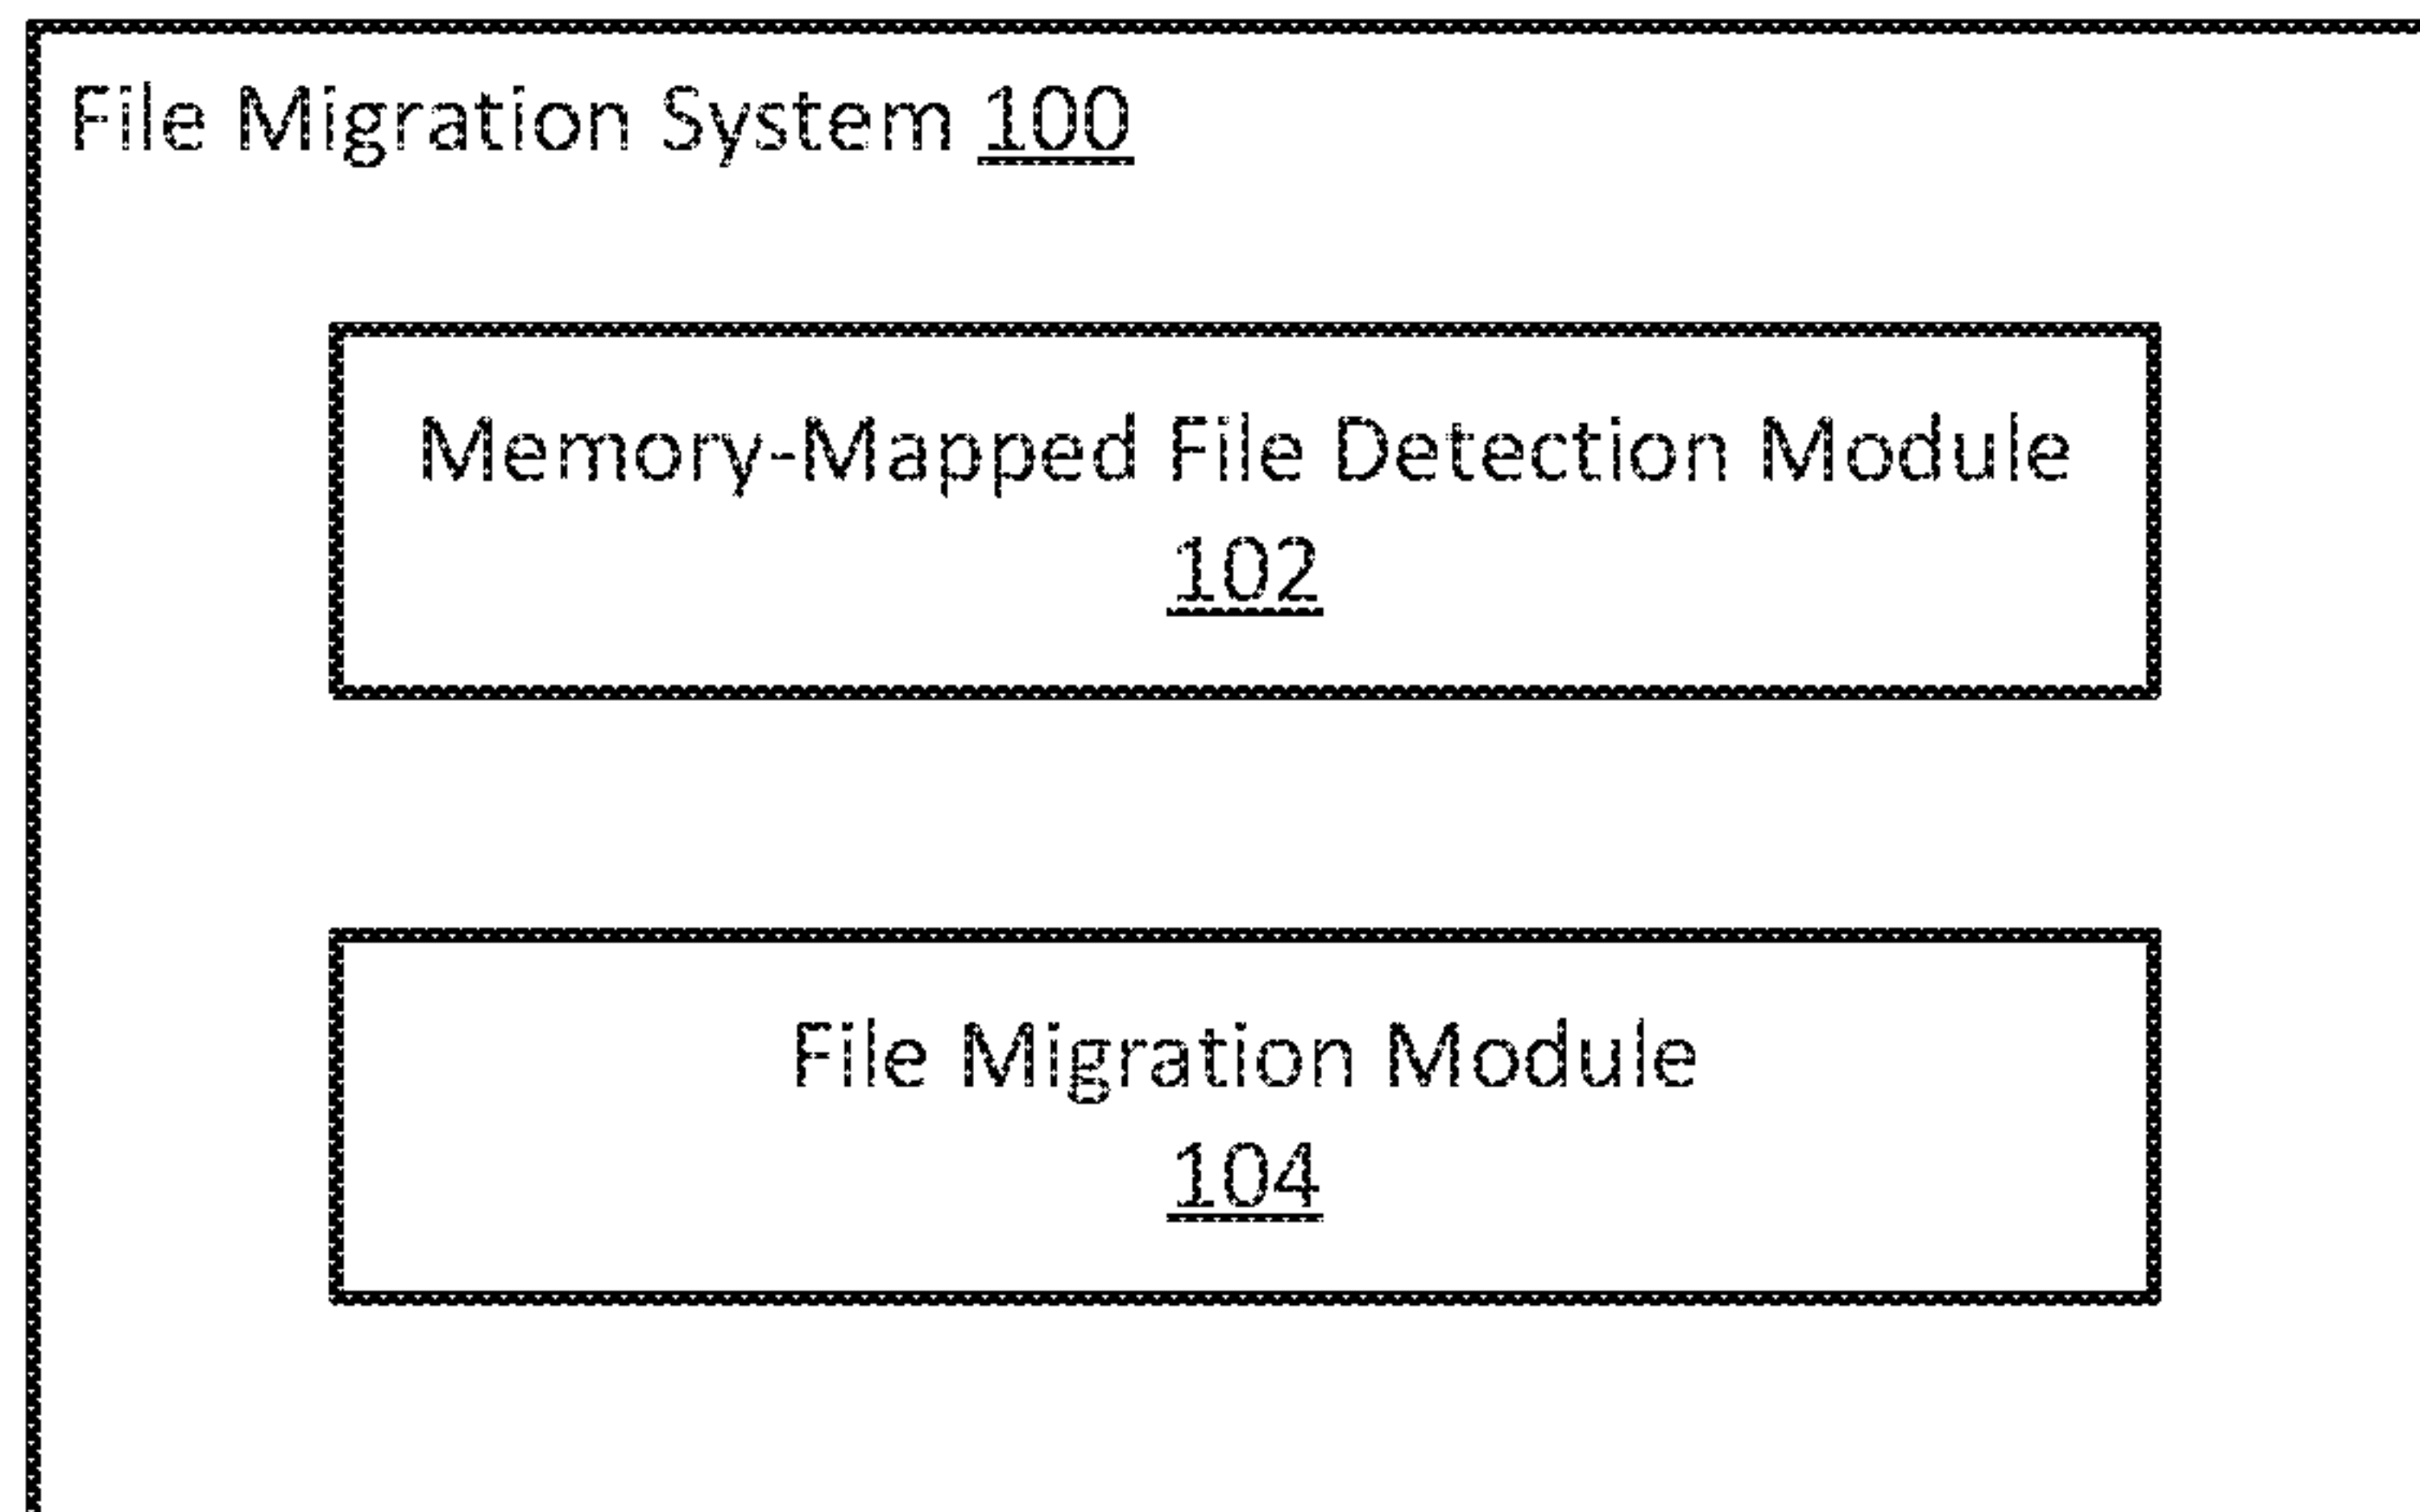 File Migration System 100
Memory-Mapped File Detection Module
102
File Migration Module
104